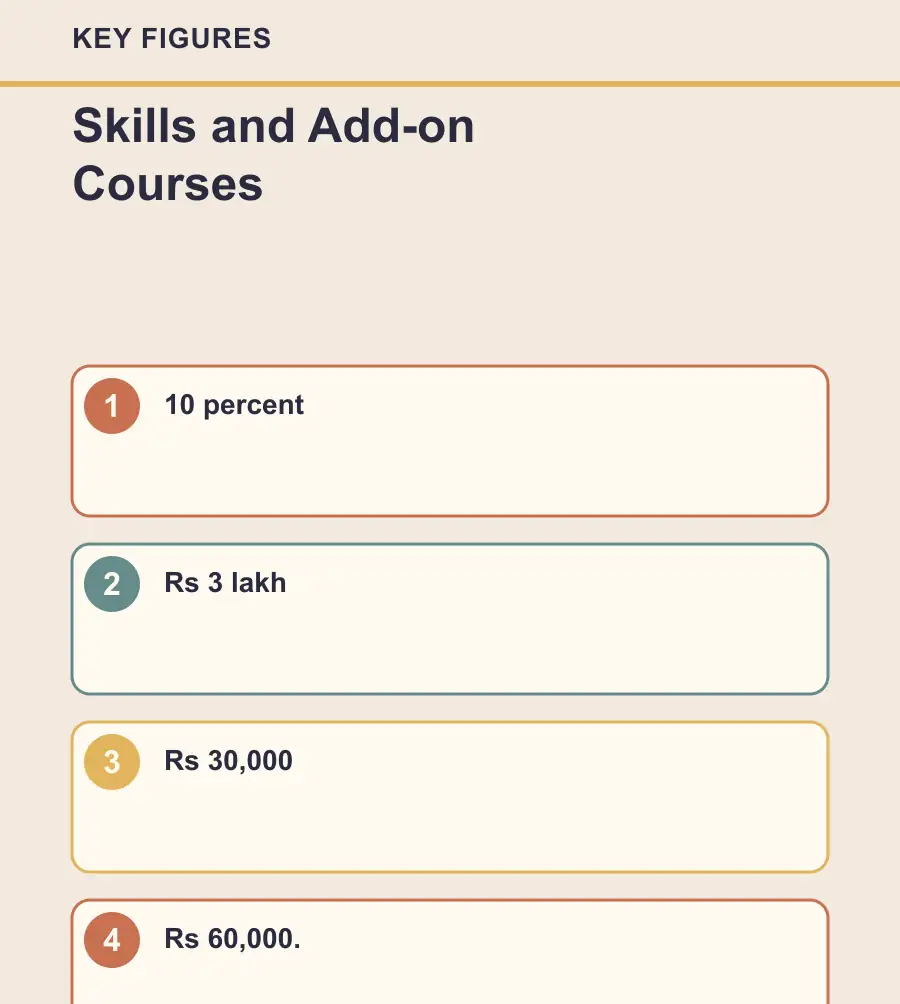 KEY FIGURES
Skills and Add-on
Courses
1
10 percent
2
Rs 3 lakh
3
Rs 30,000
4
Rs 60,000.